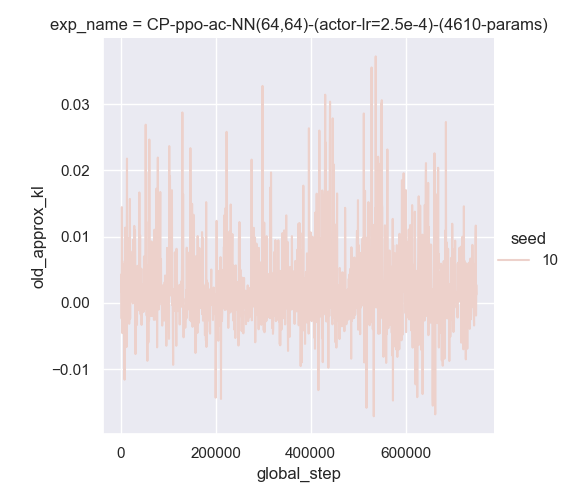 exp_name = CP-ppo-ac-NN(64,64)-(actor-lr=2.5e-4)-(4610-params)
old_approx_kl
0.03
0.02
0.01
0.00
−0.01
0
200000
400000
600000
global_step
seed
10